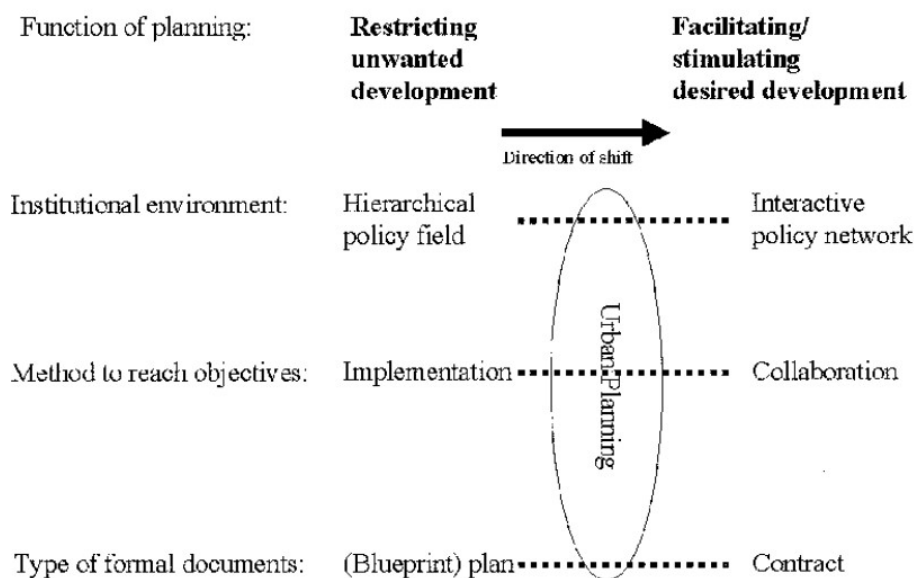 Function of planning: Restricting Facilitating/
unwanted stimulating
development desired development
Direction of shift
Institutional environment: Hierarchical Interactive
policy field policy network
Urban Planning
Method to reach objectives: Implementation Collaboration
Type of formal documents: (Blueprint) plan Contract